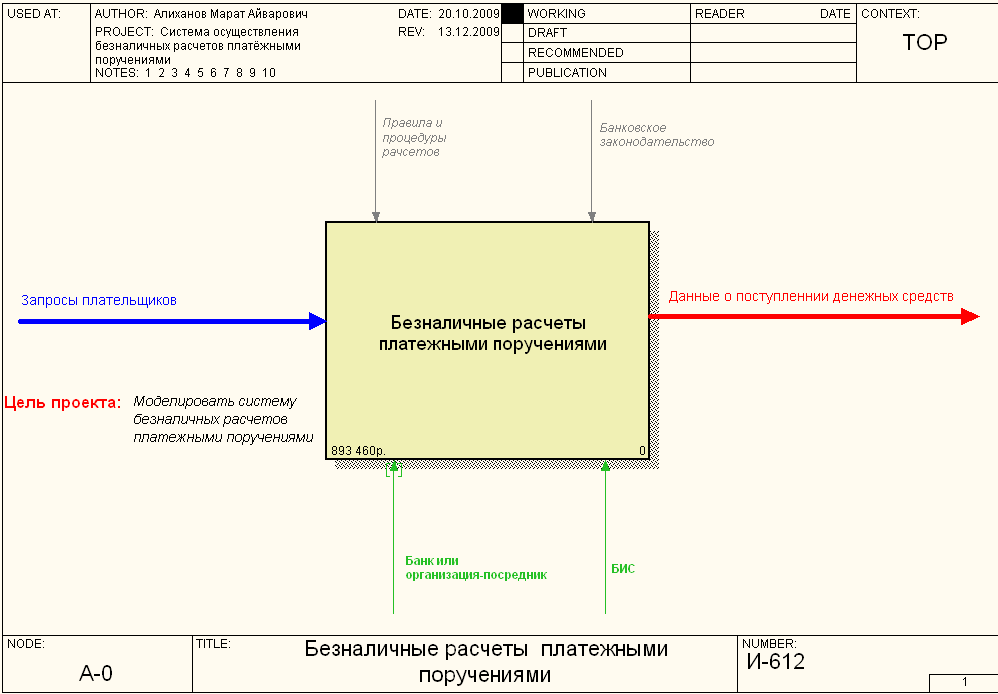 USED AT:
AUTHOR: Алиханов Марат Айварович
DATE: 20.10.2009
REV: 13.12.2009
PROJECT: Система осуществления
безналичных расчетов платёжными
поручениями
NOTES: 1 2 3 4 5 6 7 8 9 10
WORKING
DRAFT
RECOMMENDED
PUBLICATION
READER
DATE
CONTEXT:
TOP
Правила и
процедуры
рачсетов
Банковское
законодательство
Запросы плательщиков
Безналичные расчеты
платежными поручениями
893 460р.
0
Данные о поступленнии денежных средств
Цель проекта:
Моделировать систему
безналичных расчетов
платежными поручениями
Банк или
организация-посредник
БИС
NODE:
А-0
TITLE:
Безналичные расчеты платежными
поручениями
NUMBER:
И-612
1